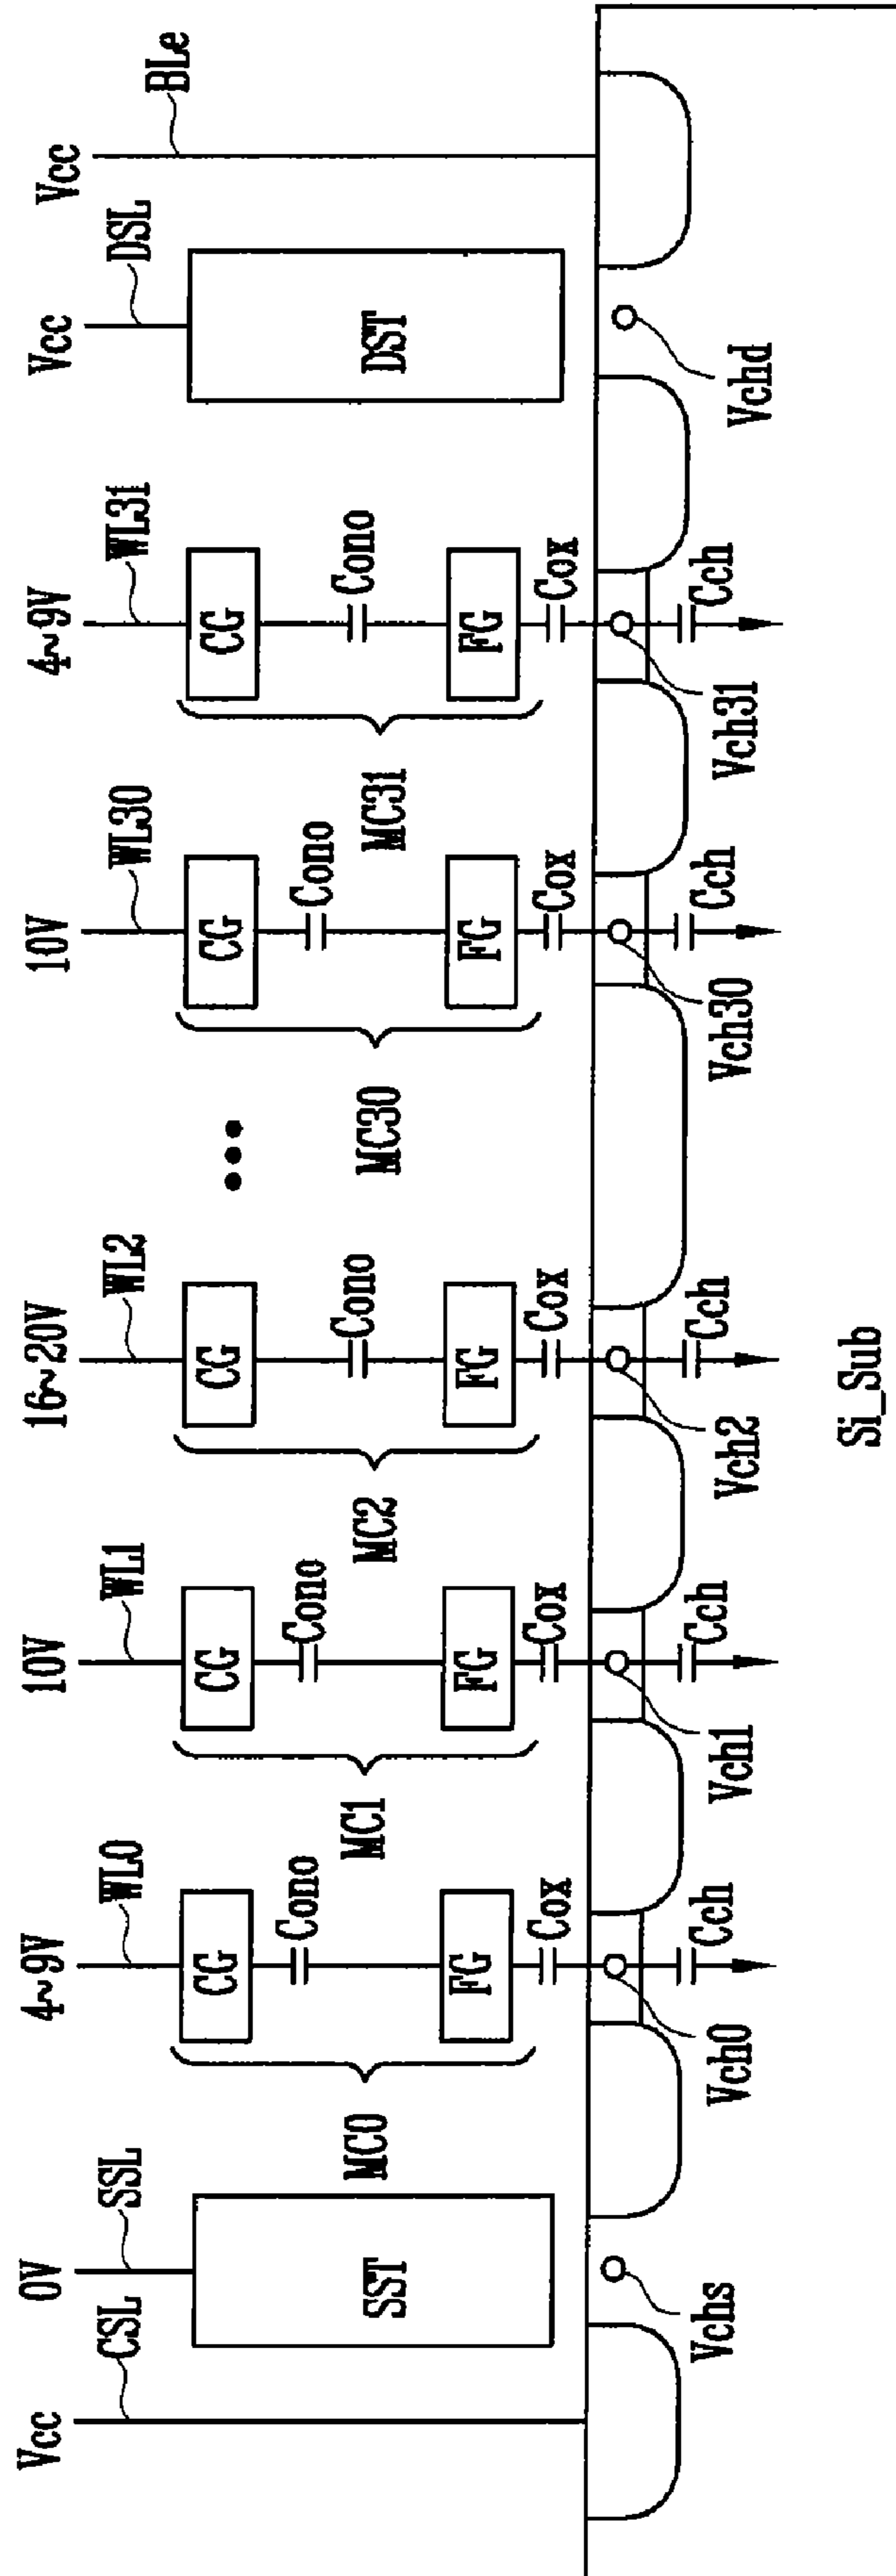 Vcc 0V 4~9V 10V 16~20V 10V 4~9V Vcc Vcc
CSL SSL WL0 WL1 WL2 WL30 WL31 DSL BLe
CG CG CG CG CG
Cono Cono Cono Cono Cono
SST DST
FG FG FG FG FG
MC0 MC1 MC2 MC30 MC31
Cox Cox Cox Cox Cox
Cch Cch Cch Cch Cch
Vchs Vch0 Vch1 Vch2 Vch30 Vch31 Vchd
Si_Sub